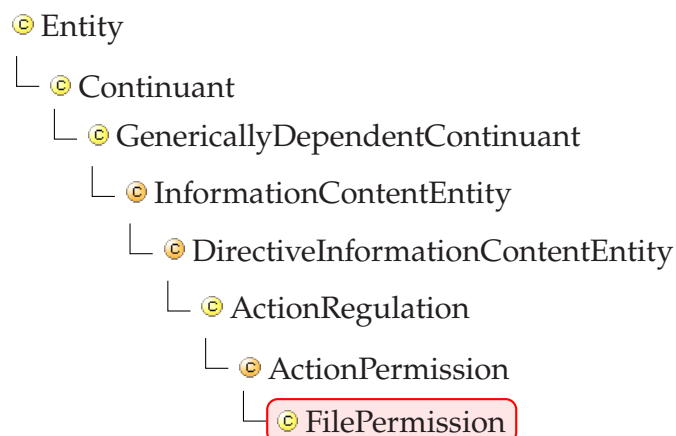 © Entity
© Continuant
© GenericallyDependentContinuant
© InformationContentEntity
© DirectiveInformationContentEntity
© ActionRegulation
© ActionPermission
© FilePermission